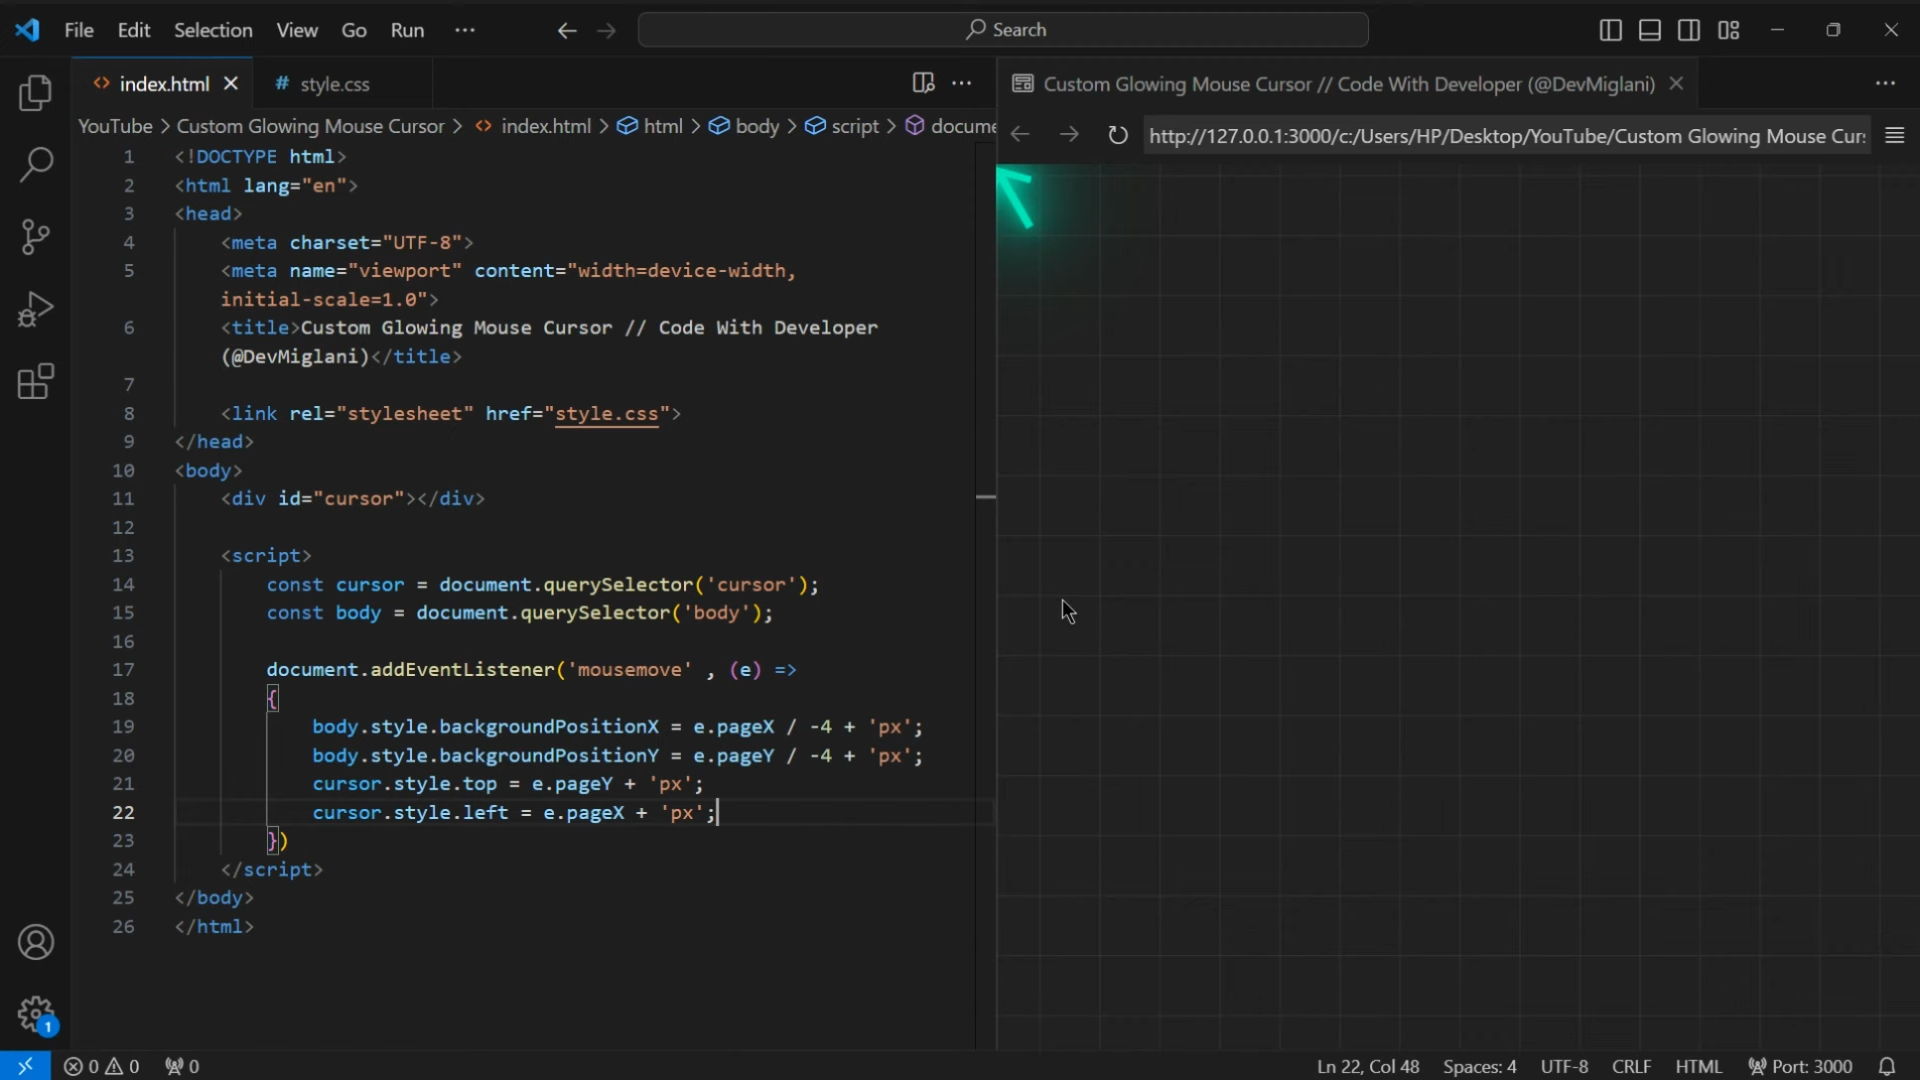 File Edit Selection View Go Run ··· Search
index.html # style.css ···
YouTube > Custom Glowing Mouse Cursor > index.html > html > body > script > docume
1 <!DOCTYPE html>
2 <html lang="en">
3 <head>
4 <meta charset="UTF-8">
5 <meta name="viewport" content="width=device-width,
initial-scale=1.0">
6 <title>Custom Glowing Mouse Cursor // Code With Developer
(@DevMiglani)</title>
7
8 <link rel="stylesheet" href="style.css">
9 </head>
10 <body>
11 <div id="cursor"></div>
12
13 <script>
14 const cursor = document.querySelector('cursor');
15 const body = document.querySelector('body');
16
17 document.addEventListener('mousemove' , (e) =>
18 {
19 body.style.backgroundPositionX = e.pageX / -4 + 'px';
20 body.style.backgroundPositionY = e.pageY / -4 + 'px';
21 cursor.style.top = e.pageY + 'px';
22 cursor.style.left = e.pageX + 'px';
23 })
24 </script>
25 </body>
26 </html>
Custom Glowing Mouse Cursor // Code With Developer (@DevMiglani) ···
http://127.0.0.1:3000/c:/Users/HP/Desktop/YouTube/Custom Glowing Mouse Cur
1
0 0 0 Ln 22, Col 48 Spaces: 4 UTF-8 CRLF HTML Port: 3000